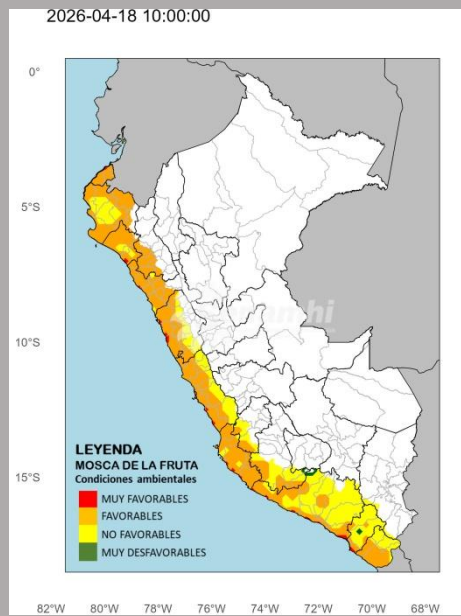 2026-04-18 10:00:00
0°
5°S
10°S
15°S
senamhi
LEYENDA
MOSCA DE LA FRUTA
Condiciones ambientales
MUY FAVORABLES
FAVORABLES
NO FAVORABLES
MUY DESFAVORABLES
82°W 80°W 78°W 76°W 74°W 72°W 70°W 68°W